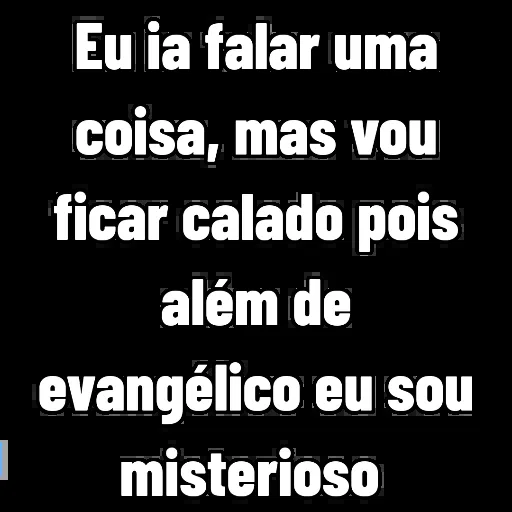 Eu ia falar uma
coisa, mas vou
ficar calado pois
além de
evangélico eu sou
misterioso